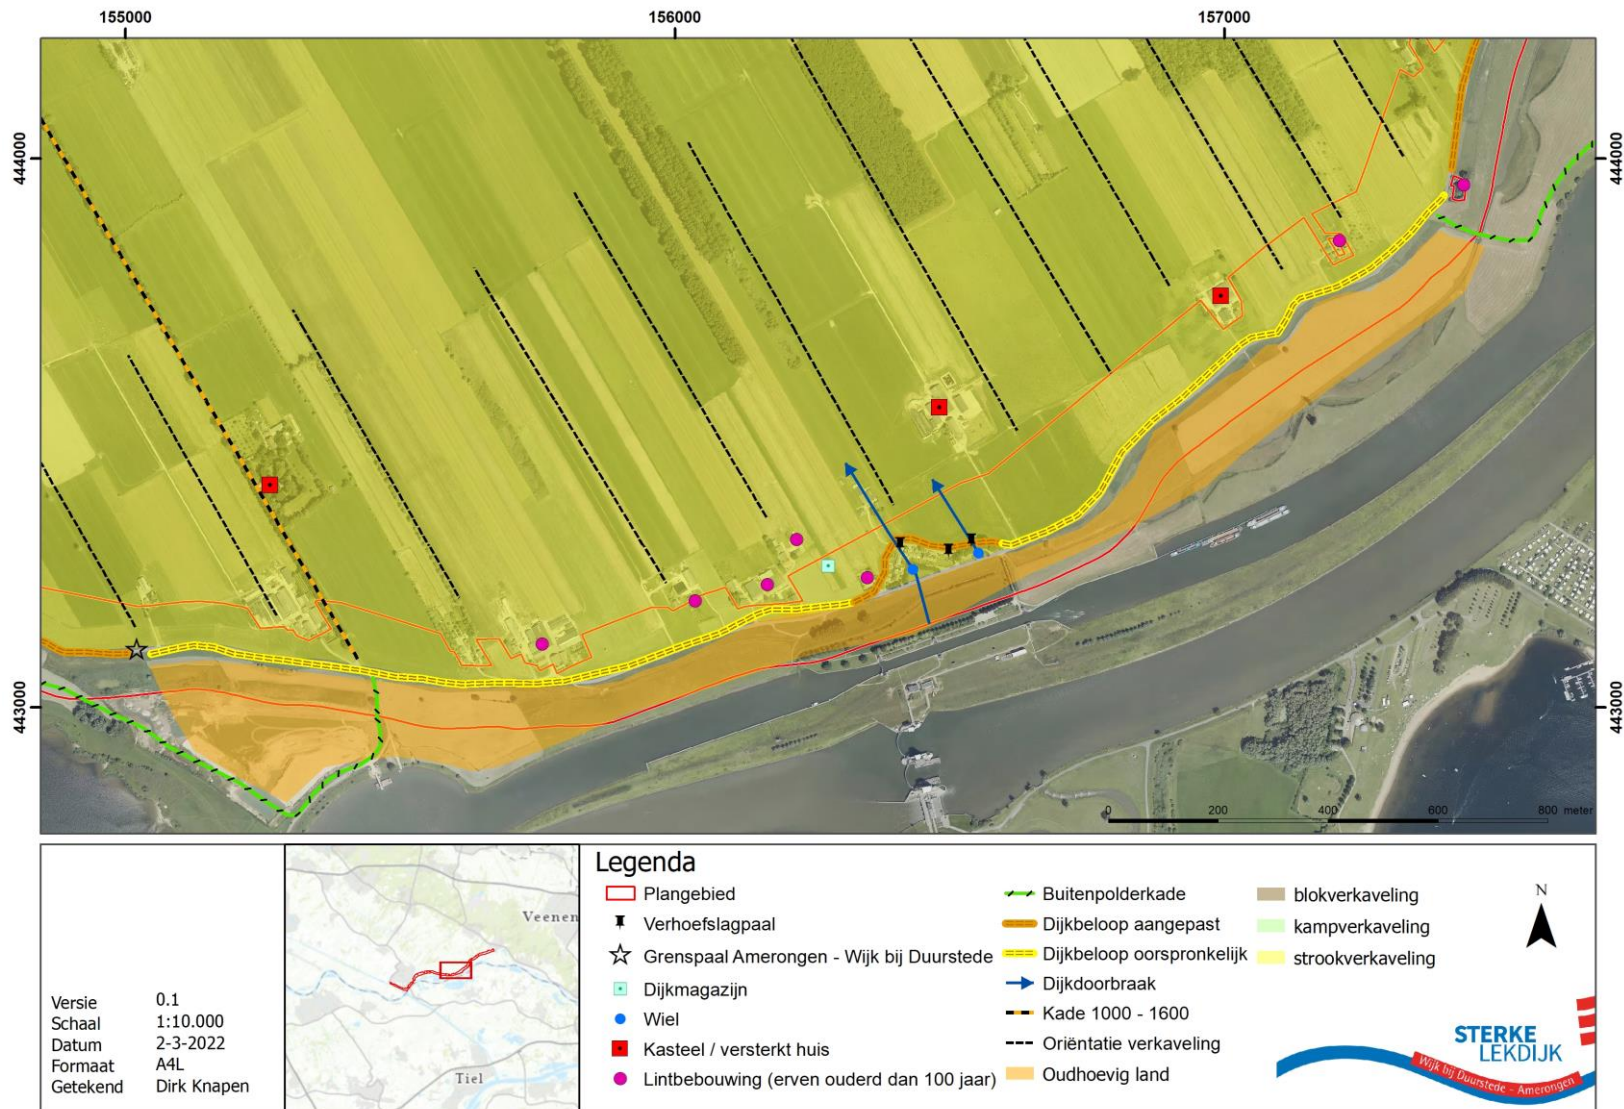 155000 156000 157000
444000 444000
443000 443000
0 200 400 600 800 meter
Versie 0.1
Schaal 1:10.000
Datum 2-3-2022
Formaat A4L
Getekend Dirk Knapen
Veenen
Tiel
Legenda
Plangebied
Verhoefslagpaal
Grenspaal Amerongen - Wijk bij Duurstede
Dijkmagazijn
Wiel
Kasteel / versterkt huis
Lintbebouwing (erven ouderd dan 100 jaar)
Buitenpolderkade
Dijkbeloop aangepast
Dijkbeloop oorspronkelijk
Dijkdoorbraak
Kade 1000 - 1600
Oriëntatie verkaveling
Oudhoevig land
blokverkaveling
kampverkaveling
strookverkaveling
N
STERKE
LEKDIJK
Wijk bij Duurstede - Amerongen